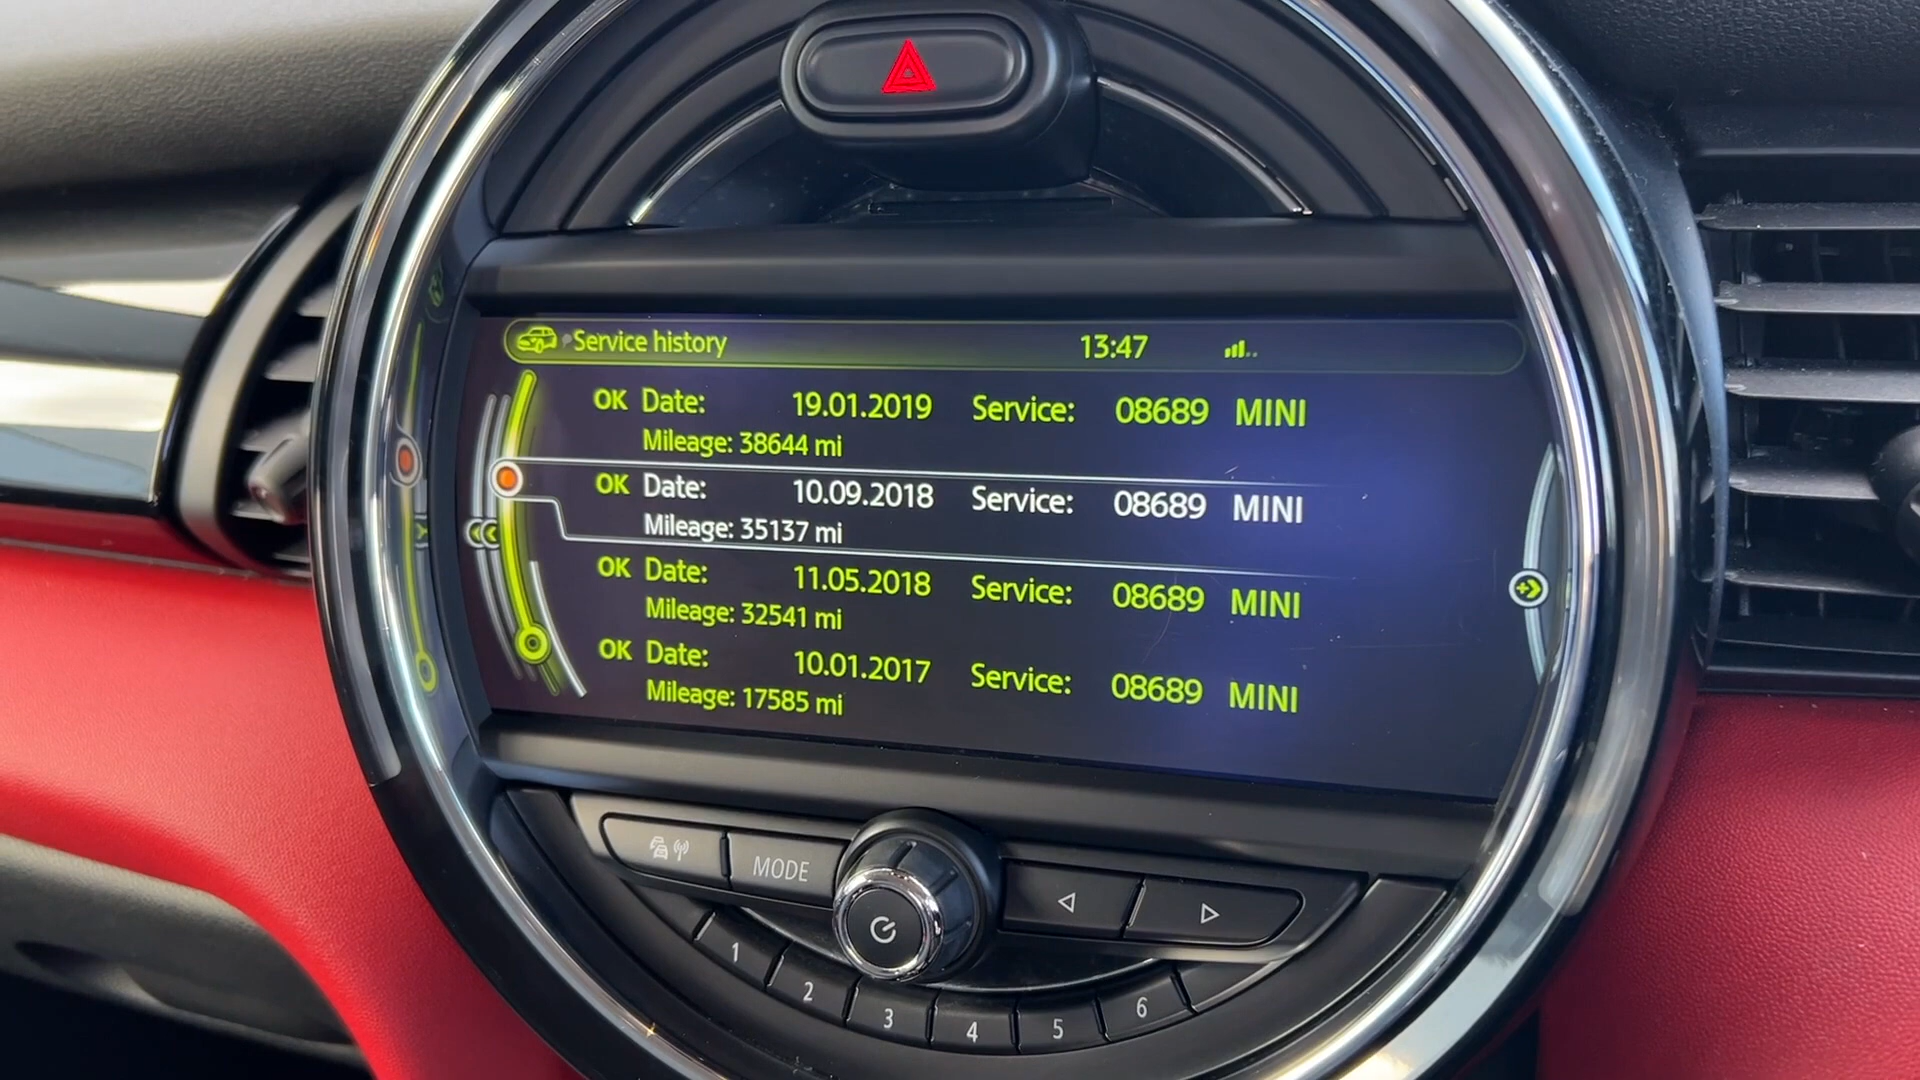 Service history 13:47
OK Date: 19.01.2019 Service: 08689 MINI
Mileage: 38644 mi
OK Date: 10.09.2018 Service: 08689 MINI
Mileage: 35137 mi
OK Date: 11.05.2018 Service: 08689 MINI
Mileage: 32541 mi
OK Date: 10.01.2017 Service: 08689 MINI
Mileage: 17585 mi
MODE
1 2 3 4 5 6